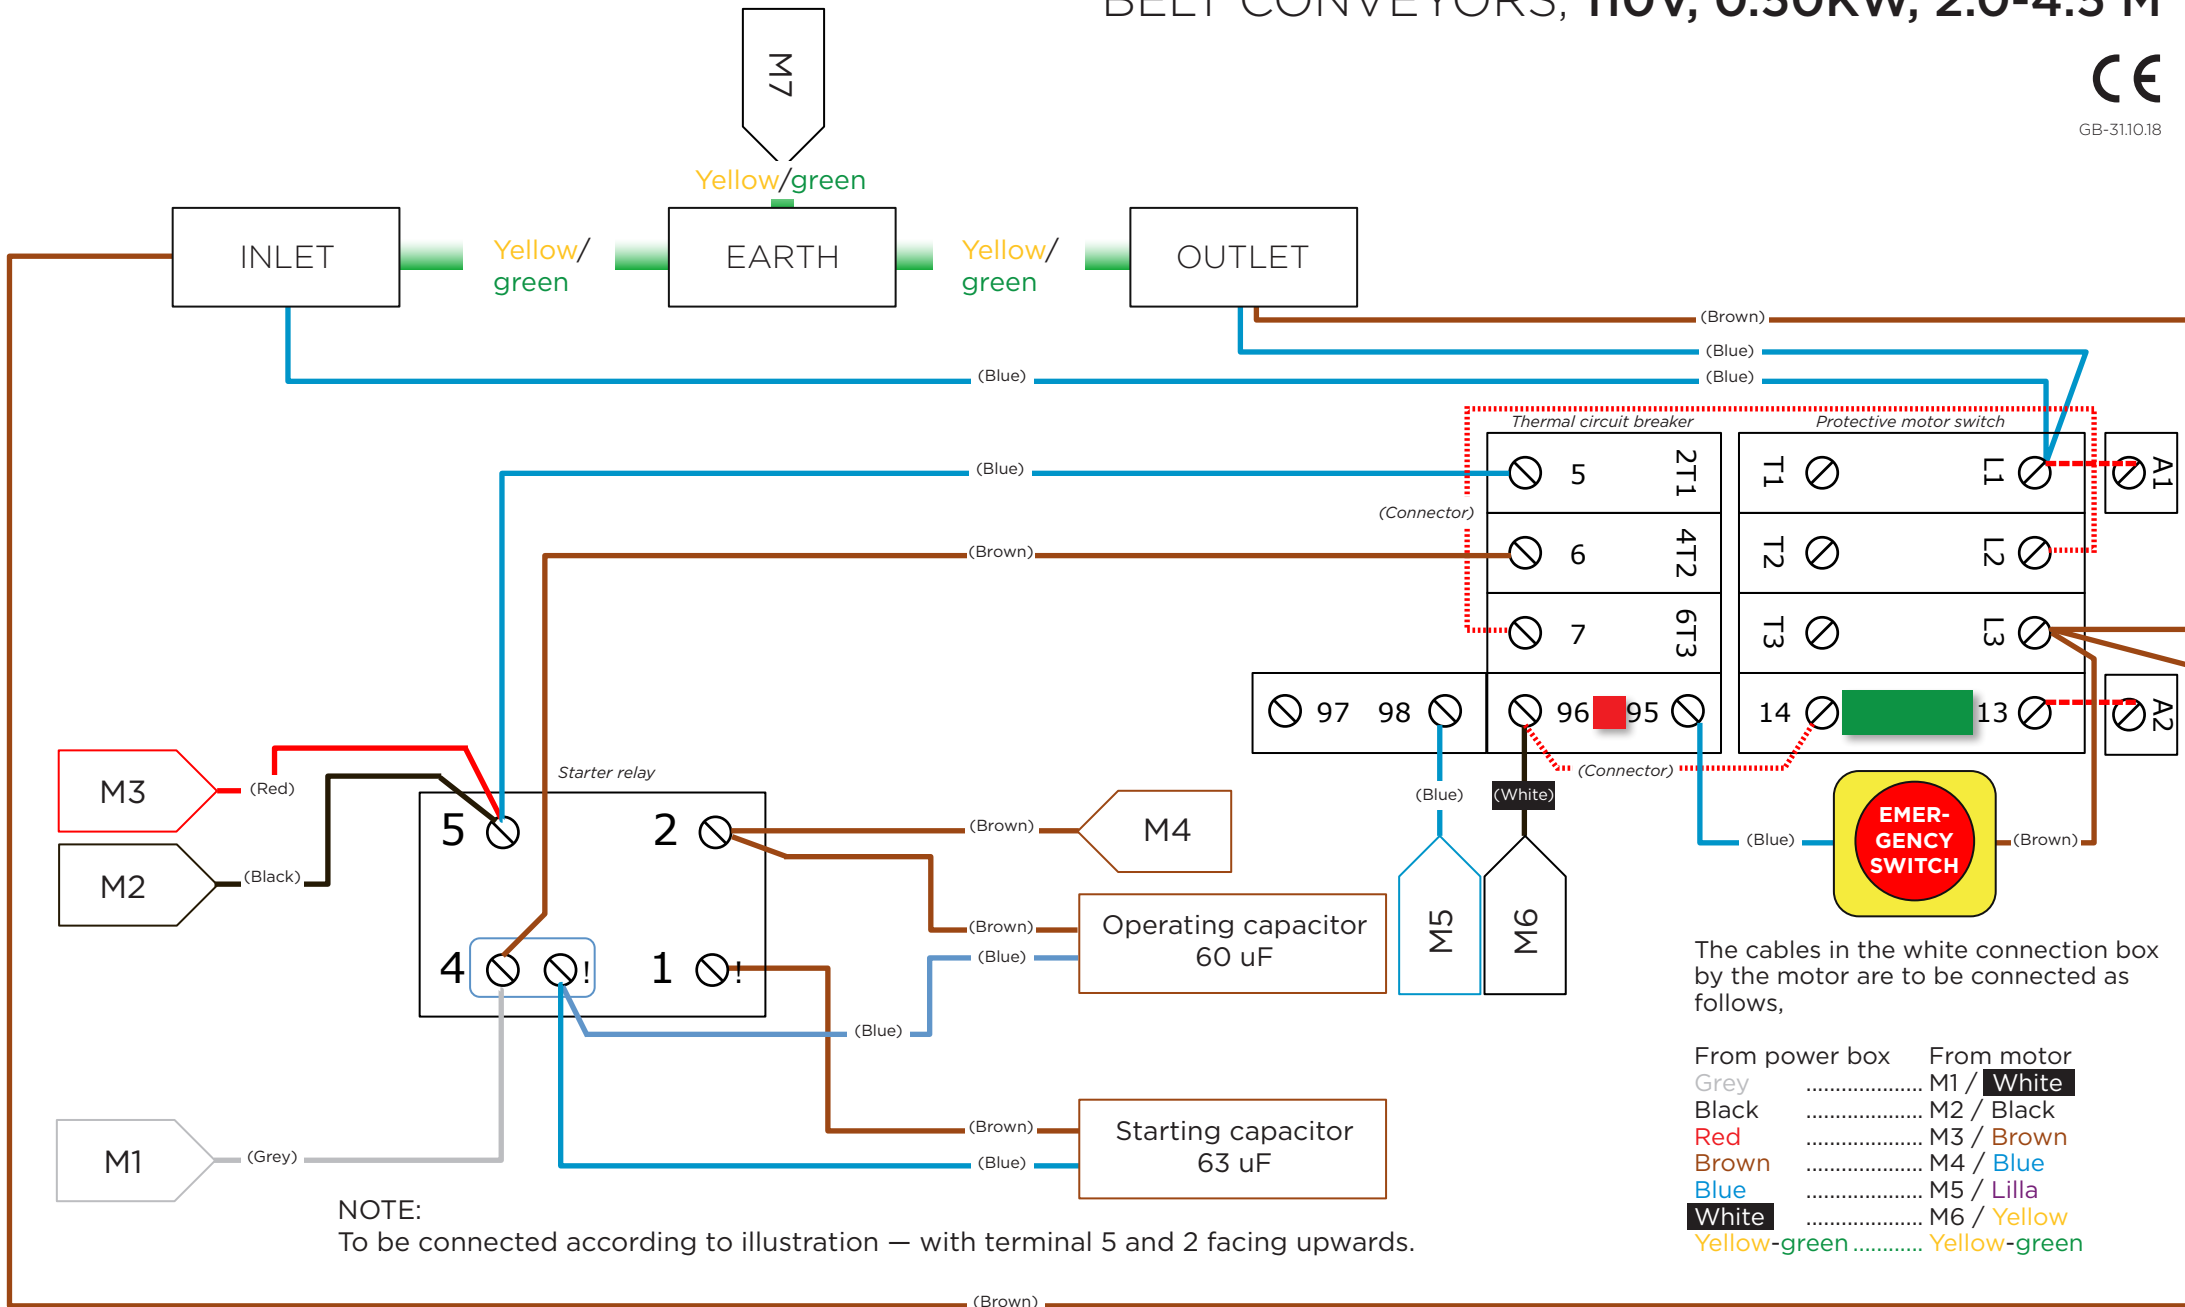 BELT CONVEYORS, 110V, 0.50KW, 2.0-4.5 M
CE
GB-31.10.18
M7
Yellow/green
INLET
Yellow/
green
EARTH
Yellow/
green
OUTLET
(Brown)
(Blue)
(Blue)
(Blue)
Thermal circuit breaker
Protective motor switch
(Blue)
5
2T1
T1
L1
A1
(Connector)
(Brown)
6
4T2
T2
L2
7
6T3
T3
L3
97
98
96
95
14
13
A2
M3
(Red)
Starter relay
(Connector)
(Blue)
(White)
5
2
(Brown)
M4
EMER-
GENCY
SWITCH
(Blue)
(Brown)
M2
(Black)
(Brown)
Operating capacitor
60 uF
(Blue)
M5
M6
4
!
1
!
(Blue)
The cables in the white connection box
by the motor are to be connected as
follows,
From power box From motor
Grey .................... M1 / White
Black .................... M2 / Black
Red .................... M3 / Brown
Brown .................... M4 / Blue
Blue .................... M5 / Lilla
White .................... M6 / Yellow
Yellow-green ............ Yellow-green
(Brown)
Starting capacitor
63 uF
(Blue)
M1
(Grey)
NOTE:
To be connected according to illustration — with terminal 5 and 2 facing upwards.
(Brown)